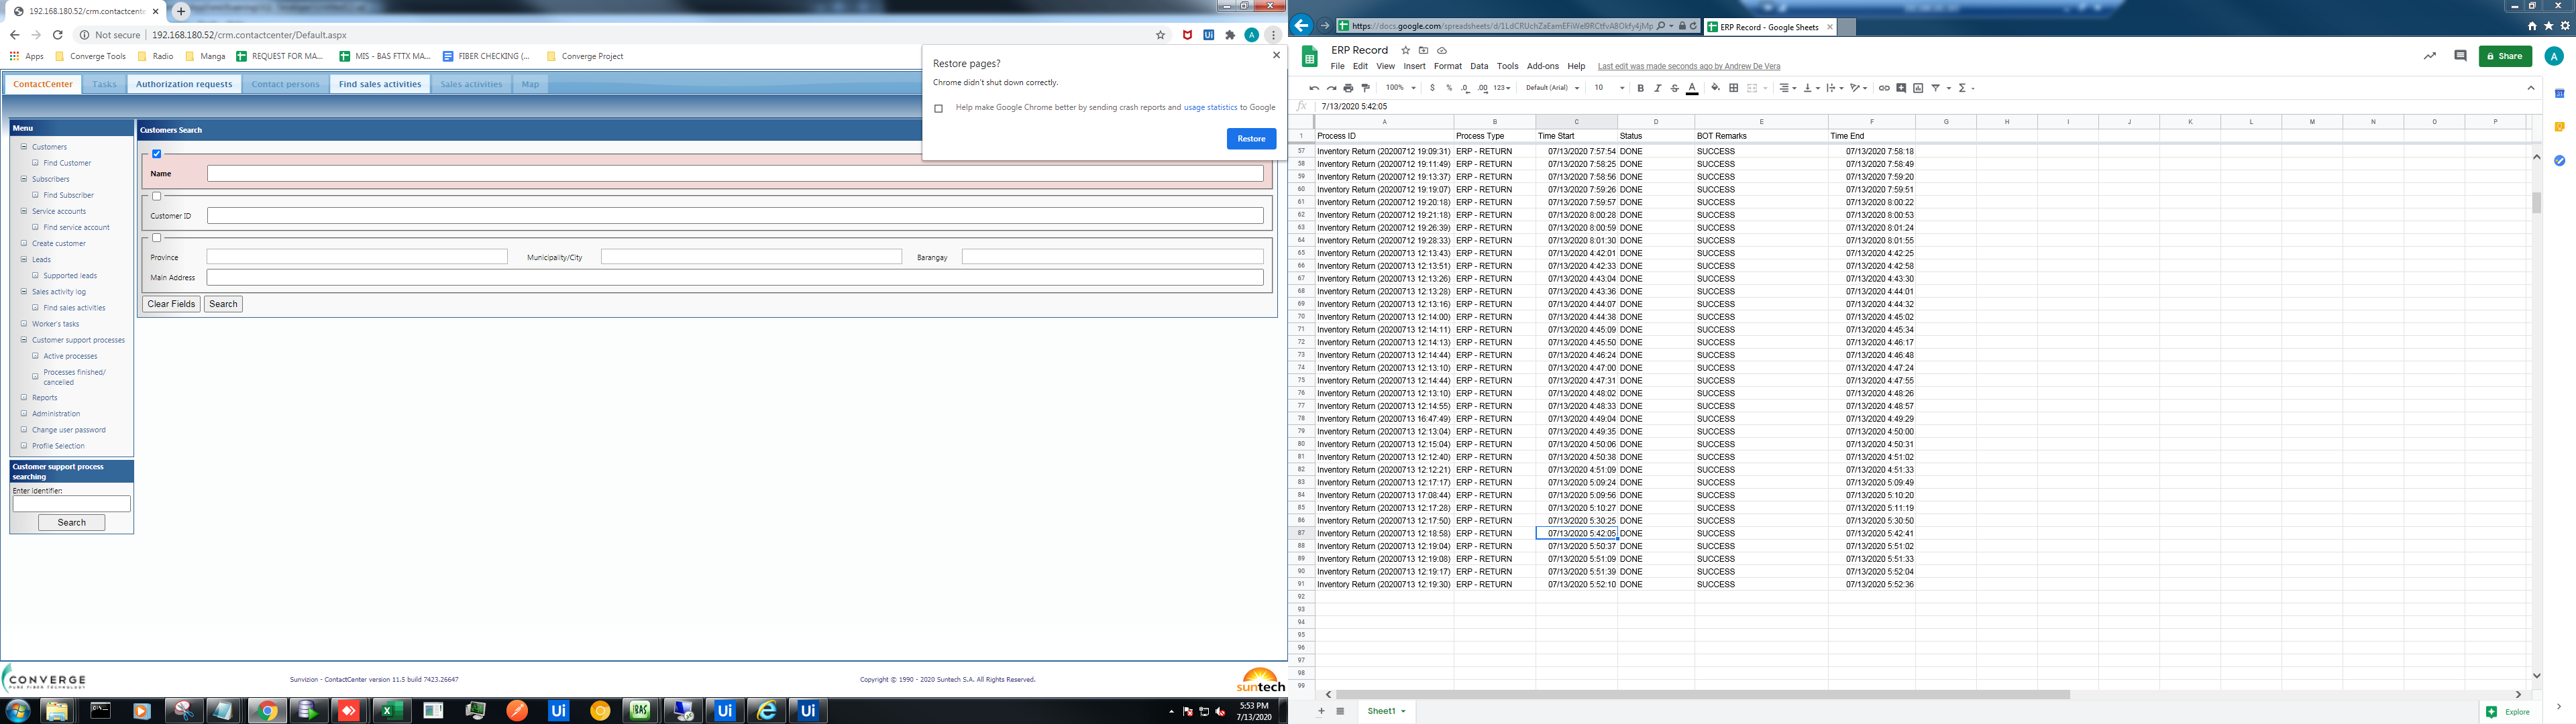 192.168.180.52/crm.contactcente
Not secure | 192.168.180.52/crm.contactcenter/Default.aspx
Apps Converge Tools Radio Manga REQUEST FOR MA... MIS - BAS FTTX MA... FIBER CHECKING (... Converge Project
Restore pages?
Chrome didn't shut down correctly.
Help make Google Chrome better by sending crash reports and usage statistics to Google
Restore
ContactCenter Tasks Authorization requests Contact persons Find sales activities Sales activities Map
Menu
Customers
Find Customer
Subscribers
Find Subscriber
Service accounts
Find service account
Create customer
Leads
Supported leads
Sales activity log
Find sales activities
Worker's tasks
Customer support processes
Active processes
Processes finished/
cancelled
Reports
Administration
Change user password
Profile Selection
Customer support process
searching
Enter identifier:
Search
Customers Search
Name
Customer ID
Province Municipality/City Barangay
Main Address
Clear Fields Search
CONVERGE
PURE FIBER TECHNOLOGY
Sunvizion - ContactCenter version 11.5 build 7423.26647
Copyright © 1990 - 2020 Suntech S.A. All Rights Reserved.
suntech
5:53 PM
7/13/2020
ERP Record - Google Sheets
ERP Record
File Edit View Insert Format Data Tools Add-ons Help Last edit was made seconds ago by Andrew De Vera
Share
100% $ % .0 .00 123 Default (Arial) 10 B I S A
fx 7/13/2020 5:42:05
A B C D E F G H I J K L M N O P
1 Process ID Process Type Time Start Status BOT Remarks Time End
57 Inventory Return (20200712 19:09:31) ERP - RETURN 07/13/2020 7:57:54 DONE SUCCESS 07/13/2020 7:58:18
58 Inventory Return (20200712 19:11:49) ERP - RETURN 07/13/2020 7:58:25 DONE SUCCESS 07/13/2020 7:58:49
59 Inventory Return (20200712 19:13:37) ERP - RETURN 07/13/2020 7:58:56 DONE SUCCESS 07/13/2020 7:59:20
60 Inventory Return (20200712 19:19:07) ERP - RETURN 07/13/2020 7:59:26 DONE SUCCESS 07/13/2020 7:59:51
61 Inventory Return (20200712 19:20:18) ERP - RETURN 07/13/2020 7:59:57 DONE SUCCESS 07/13/2020 8:00:22
62 Inventory Return (20200712 19:21:18) ERP - RETURN 07/13/2020 8:00:28 DONE SUCCESS 07/13/2020 8:00:53
63 Inventory Return (20200712 19:26:39) ERP - RETURN 07/13/2020 8:00:59 DONE SUCCESS 07/13/2020 8:01:24
64 Inventory Return (20200712 19:28:33) ERP - RETURN 07/13/2020 8:01:30 DONE SUCCESS 07/13/2020 8:01:55
65 Inventory Return (20200713 12:13:43) ERP - RETURN 07/13/2020 4:42:01 DONE SUCCESS 07/13/2020 4:42:25
66 Inventory Return (20200713 12:13:51) ERP - RETURN 07/13/2020 4:42:33 DONE SUCCESS 07/13/2020 4:42:58
67 Inventory Return (20200713 12:13:26) ERP - RETURN 07/13/2020 4:43:04 DONE SUCCESS 07/13/2020 4:43:30
68 Inventory Return (20200713 12:13:28) ERP - RETURN 07/13/2020 4:43:36 DONE SUCCESS 07/13/2020 4:44:01
69 Inventory Return (20200713 12:13:16) ERP - RETURN 07/13/2020 4:44:07 DONE SUCCESS 07/13/2020 4:44:32
70 Inventory Return (20200713 12:14:00) ERP - RETURN 07/13/2020 4:44:38 DONE SUCCESS 07/13/2020 4:45:02
71 Inventory Return (20200713 12:14:11) ERP - RETURN 07/13/2020 4:45:09 DONE SUCCESS 07/13/2020 4:45:34
72 Inventory Return (20200713 12:14:13) ERP - RETURN 07/13/2020 4:45:50 DONE SUCCESS 07/13/2020 4:46:17
73 Inventory Return (20200713 12:14:44) ERP - RETURN 07/13/2020 4:46:24 DONE SUCCESS 07/13/2020 4:46:48
74 Inventory Return (20200713 12:13:10) ERP - RETURN 07/13/2020 4:47:00 DONE SUCCESS 07/13/2020 4:47:24
75 Inventory Return (20200713 12:14:44) ERP - RETURN 07/13/2020 4:47:31 DONE SUCCESS 07/13/2020 4:47:55
76 Inventory Return (20200713 12:13:10) ERP - RETURN 07/13/2020 4:48:02 DONE SUCCESS 07/13/2020 4:48:26
77 Inventory Return (20200713 12:14:55) ERP - RETURN 07/13/2020 4:48:33 DONE SUCCESS 07/13/2020 4:48:57
78 Inventory Return (20200713 16:47:49) ERP - RETURN 07/13/2020 4:49:04 DONE SUCCESS 07/13/2020 4:49:29
79 Inventory Return (20200713 12:13:04) ERP - RETURN 07/13/2020 4:49:35 DONE SUCCESS 07/13/2020 4:50:00
80 Inventory Return (20200713 12:15:04) ERP - RETURN 07/13/2020 4:50:06 DONE SUCCESS 07/13/2020 4:50:31
81 Inventory Return (20200713 12:12:40) ERP - RETURN 07/13/2020 4:50:38 DONE SUCCESS 07/13/2020 4:51:02
82 Inventory Return (20200713 12:12:21) ERP - RETURN 07/13/2020 4:51:09 DONE SUCCESS 07/13/2020 4:51:33
83 Inventory Return (20200713 12:17:17) ERP - RETURN 07/13/2020 5:09:24 DONE SUCCESS 07/13/2020 5:09:49
84 Inventory Return (20200713 17:08:44) ERP - RETURN 07/13/2020 5:09:56 DONE SUCCESS 07/13/2020 5:10:20
85 Inventory Return (20200713 12:17:28) ERP - RETURN 07/13/2020 5:10:27 DONE SUCCESS 07/13/2020 5:11:19
86 Inventory Return (20200713 12:17:50) ERP - RETURN 07/13/2020 5:30:25 DONE SUCCESS 07/13/2020 5:30:50
87 Inventory Return (20200713 12:18:58) ERP - RETURN 07/13/2020 5:42:05 DONE SUCCESS 07/13/2020 5:42:41
88 Inventory Return (20200713 12:19:04) ERP - RETURN 07/13/2020 5:50:37 DONE SUCCESS 07/13/2020 5:51:02
89 Inventory Return (20200713 12:19:08) ERP - RETURN 07/13/2020 5:51:09 DONE SUCCESS 07/13/2020 5:51:33
90 Inventory Return (20200713 12:19:17) ERP - RETURN 07/13/2020 5:51:39 DONE SUCCESS 07/13/2020 5:52:04
91 Inventory Return (20200713 12:19:30) ERP - RETURN 07/13/2020 5:52:10 DONE SUCCESS 07/13/2020 5:52:36
92
93
94
95
96
97
98
99
Sheet1
Explore